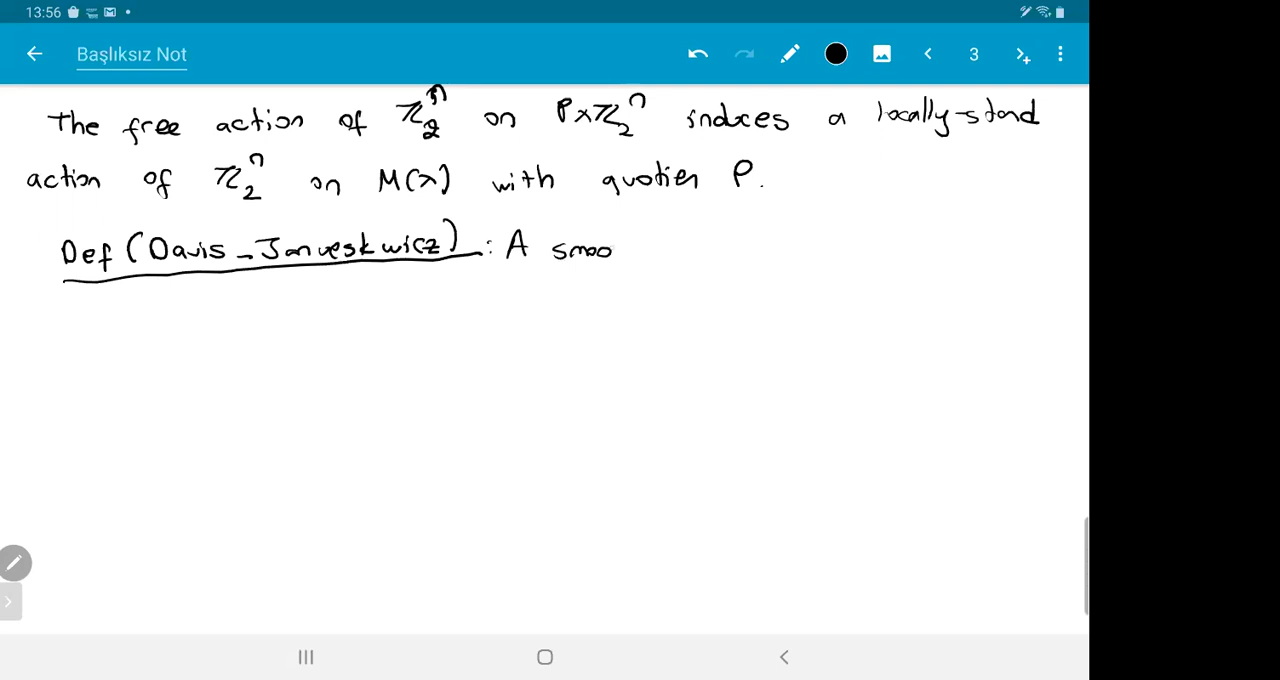 13:56
Başlıksız Not
3
The free action of ℤ₂ⁿ on P×ℤ₂ⁿ induces a locally-stand
action of ℤ₂ⁿ on M(λ) with quotien P.
Def (Davis-Janueskwicz): A smoo